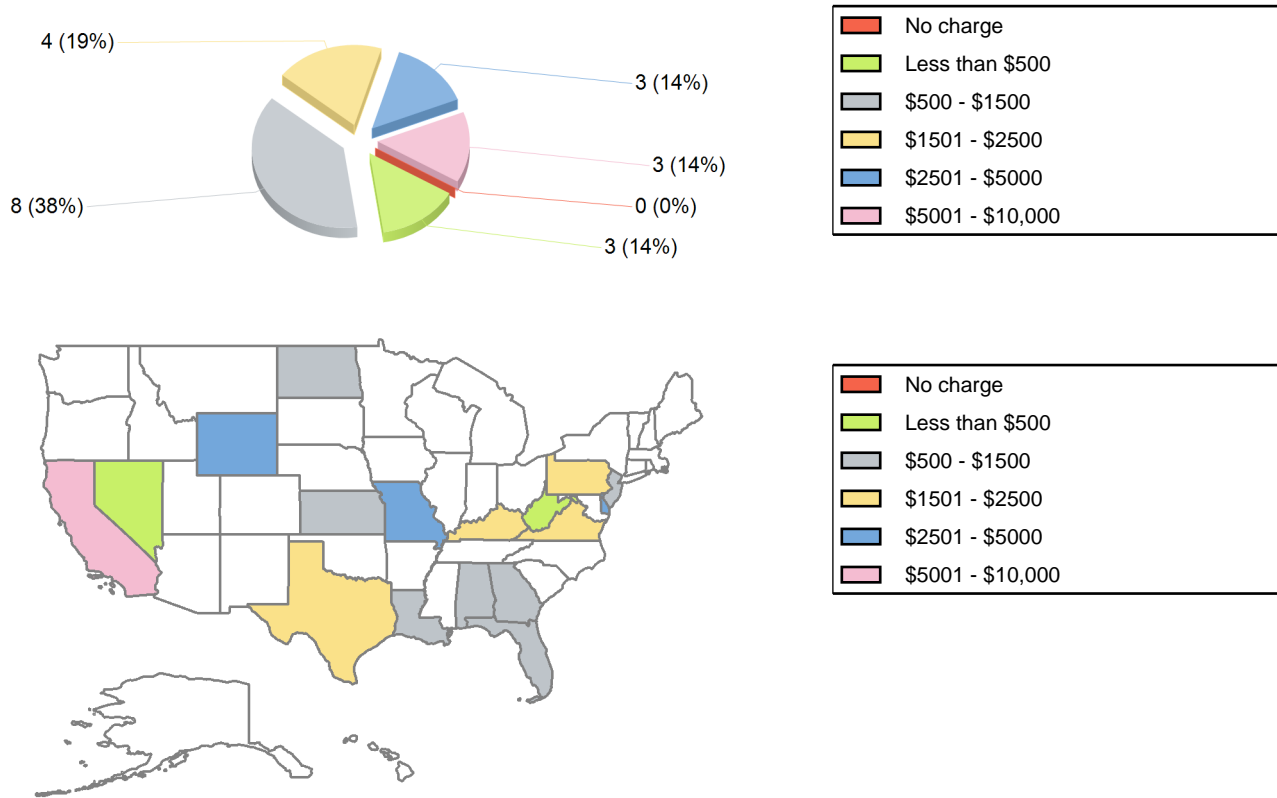 4 (19%)
3 (14%)
3 (14%)
8 (38%)
0 (0%)
3 (14%)
No charge
Less than $500
$500 - $1500
$1501 - $2500
$2501 - $5000
$5001 - $10,000
No charge
Less than $500
$500 - $1500
$1501 - $2500
$2501 - $5000
$5001 - $10,000